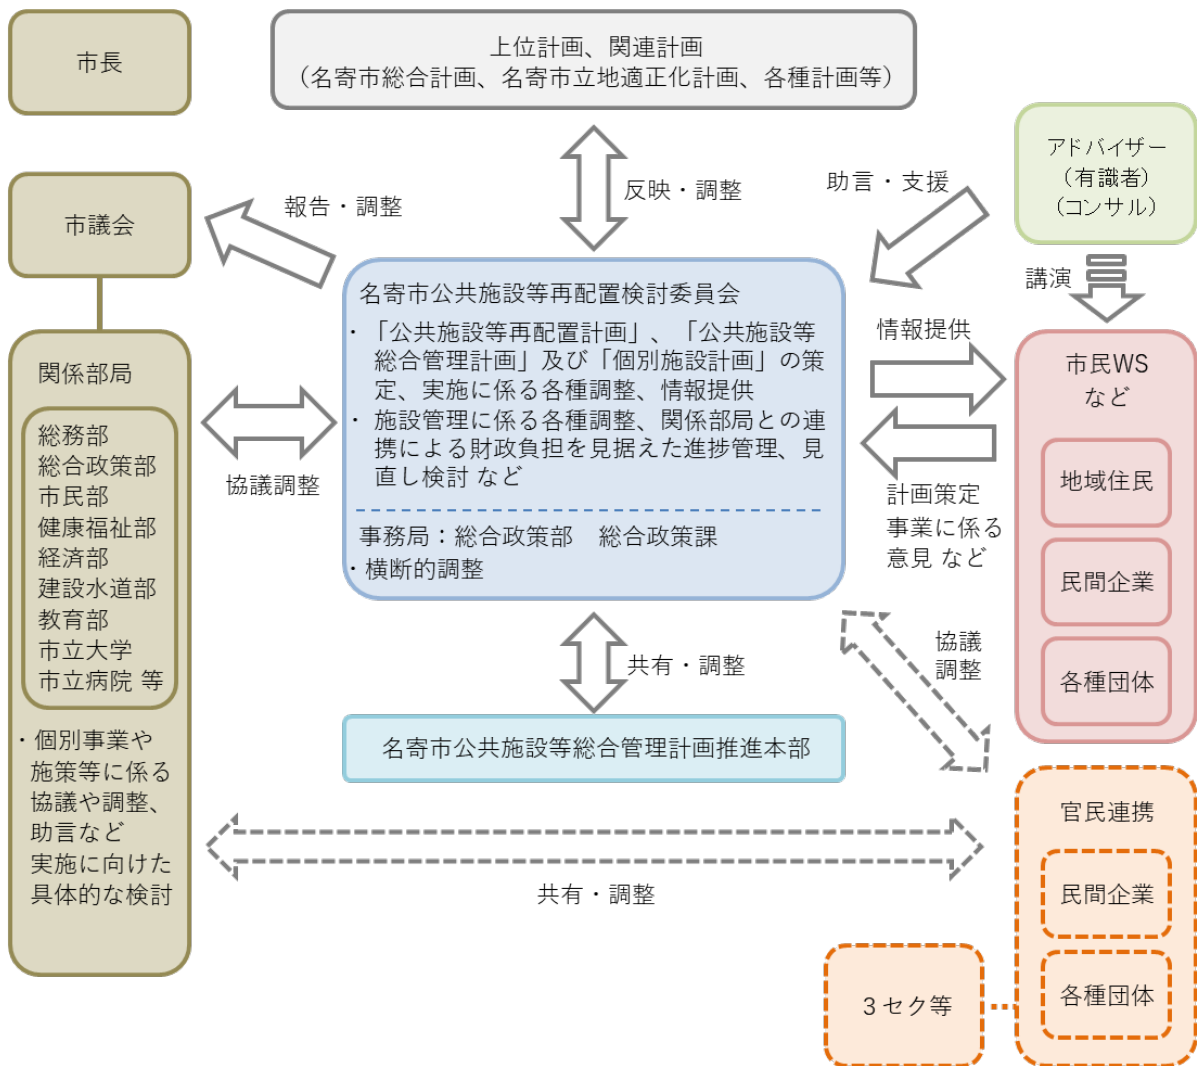 市長
上位計画、関連計画
（名寄市総合計画、名寄市立地適正化計画、各種計画等）
アドバイザー
（有識者）
（コンサル）
市議会
報告・調整
反映・調整
助言・支援
講演
名寄市公共施設等再配置検討委員会
・「公共施設等再配置計画」、「公共施設等
総合管理計画」及び「個別施設計画」の策
定、実施に係る各種調整、情報提供
・施設管理に係る各種調整、関係部局との連
携による財政負担を見据えた進捗管理、見
直し検討 など
事務局：総合政策部　総合政策課
・横断的調整
関係部局
総務部
総合政策部
市民部
健康福祉部
経済部
建設水道部
教育部
市立大学
市立病院 等
・個別事業や
施策等に係る
協議や調整、
助言など
実施に向けた
具体的な検討
協議調整
情報提供
計画策定
事業に係る
意見 など
市民WS
など
地域住民
民間企業
各種団体
共有・調整
協議
調整
名寄市公共施設等総合管理計画推進本部
共有・調整
官民連携
民間企業
各種団体
３セク等